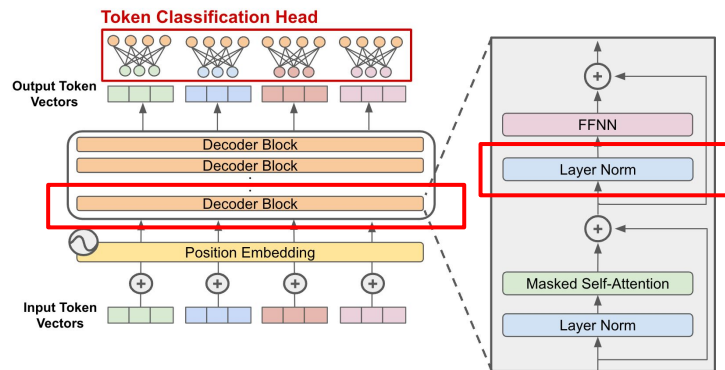 Token Classification Head
Output Token
Vectors
Decoder Block
Decoder Block
Decoder Block
Position Embedding
Input Token
Vectors
FFNN
Layer Norm
Masked Self-Attention
Layer Norm